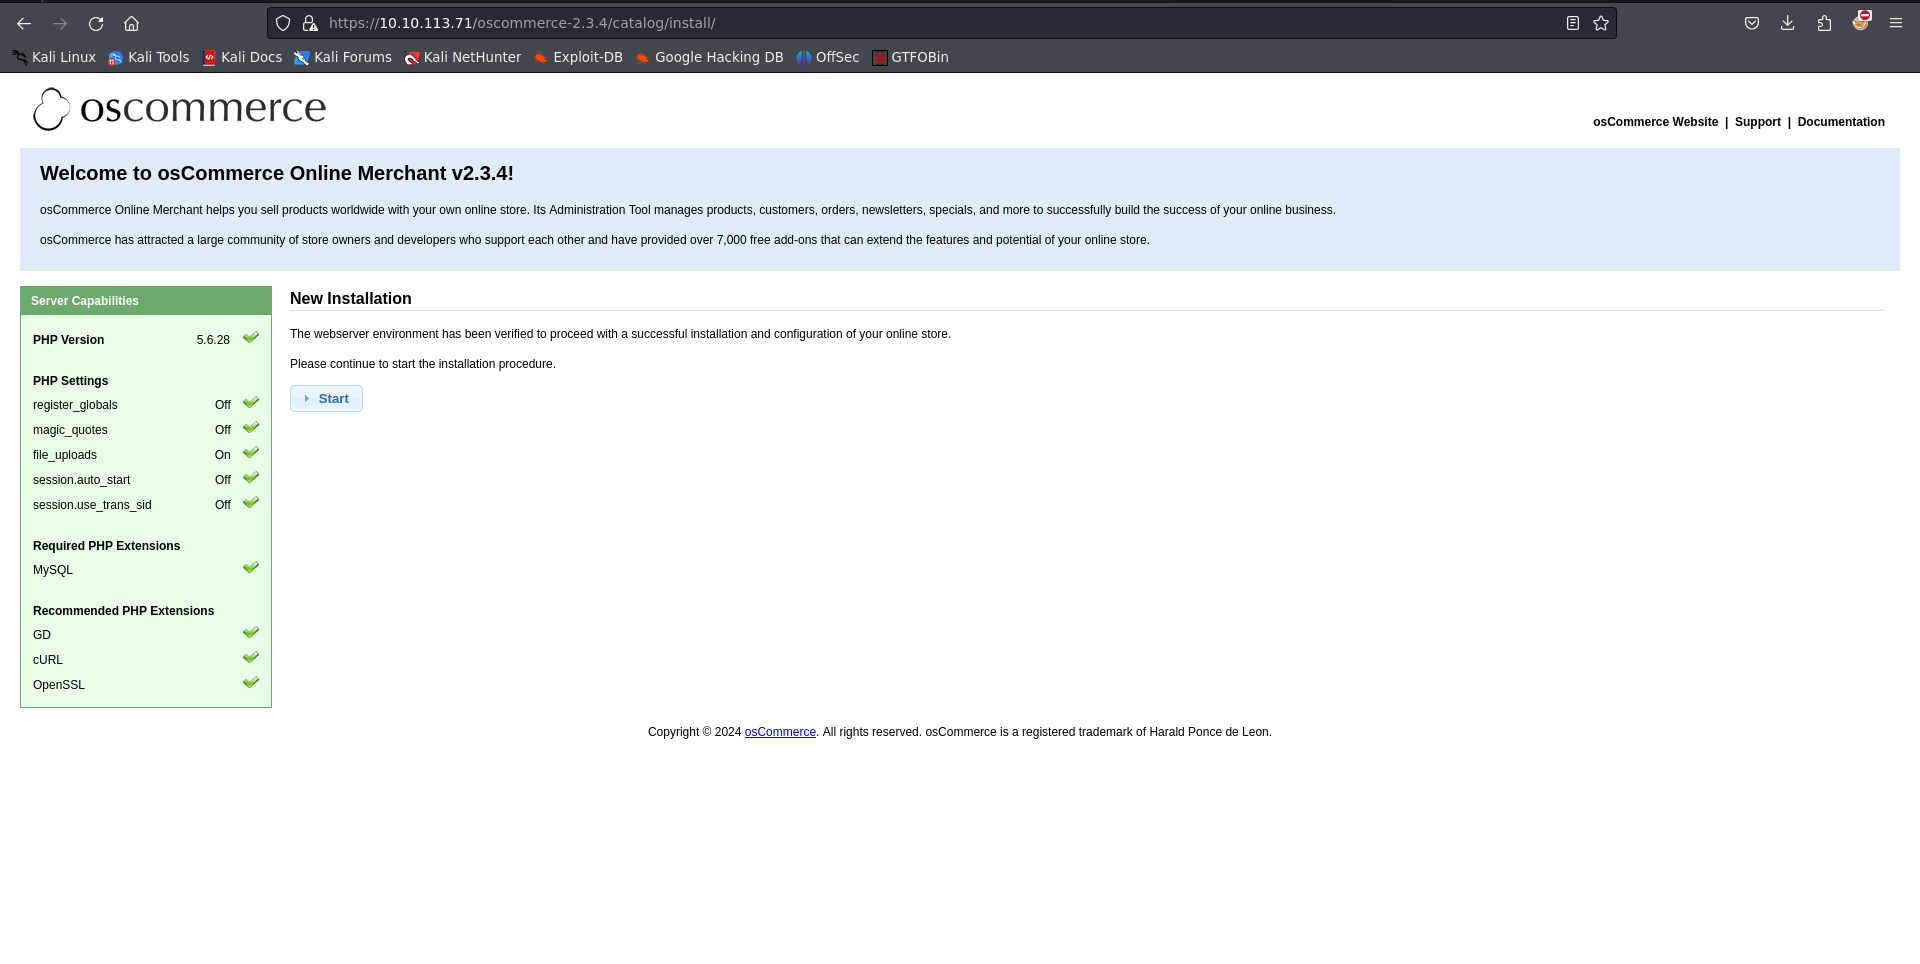 https://10.10.113.71/oscommerce-2.3.4/catalog/install/
Kali Linux Kali Tools Kali Docs Kali Forums Kali NetHunter Exploit-DB Google Hacking DB OffSec GTFOBin
oscommerce
osCommerce Website | Support | Documentation
Welcome to osCommerce Online Merchant v2.3.4!
osCommerce Online Merchant helps you sell products worldwide with your own online store. Its Administration Tool manages products, customers, orders, newsletters, specials, and more to successfully build the success of your online business.
osCommerce has attracted a large community of store owners and developers who support each other and have provided over 7,000 free add-ons that can extend the features and potential of your online store.
Server Capabilities
PHP Version 5.6.28
PHP Settings
register_globals Off
magic_quotes Off
file_uploads On
session.auto_start Off
session.use_trans_sid Off
Required PHP Extensions
MySQL
Recommended PHP Extensions
GD
cURL
OpenSSL
New Installation
The webserver environment has been verified to proceed with a successful installation and configuration of your online store.
Please continue to start the installation procedure.
Start
Copyright © 2024 osCommerce. All rights reserved. osCommerce is a registered trademark of Harald Ponce de Leon.